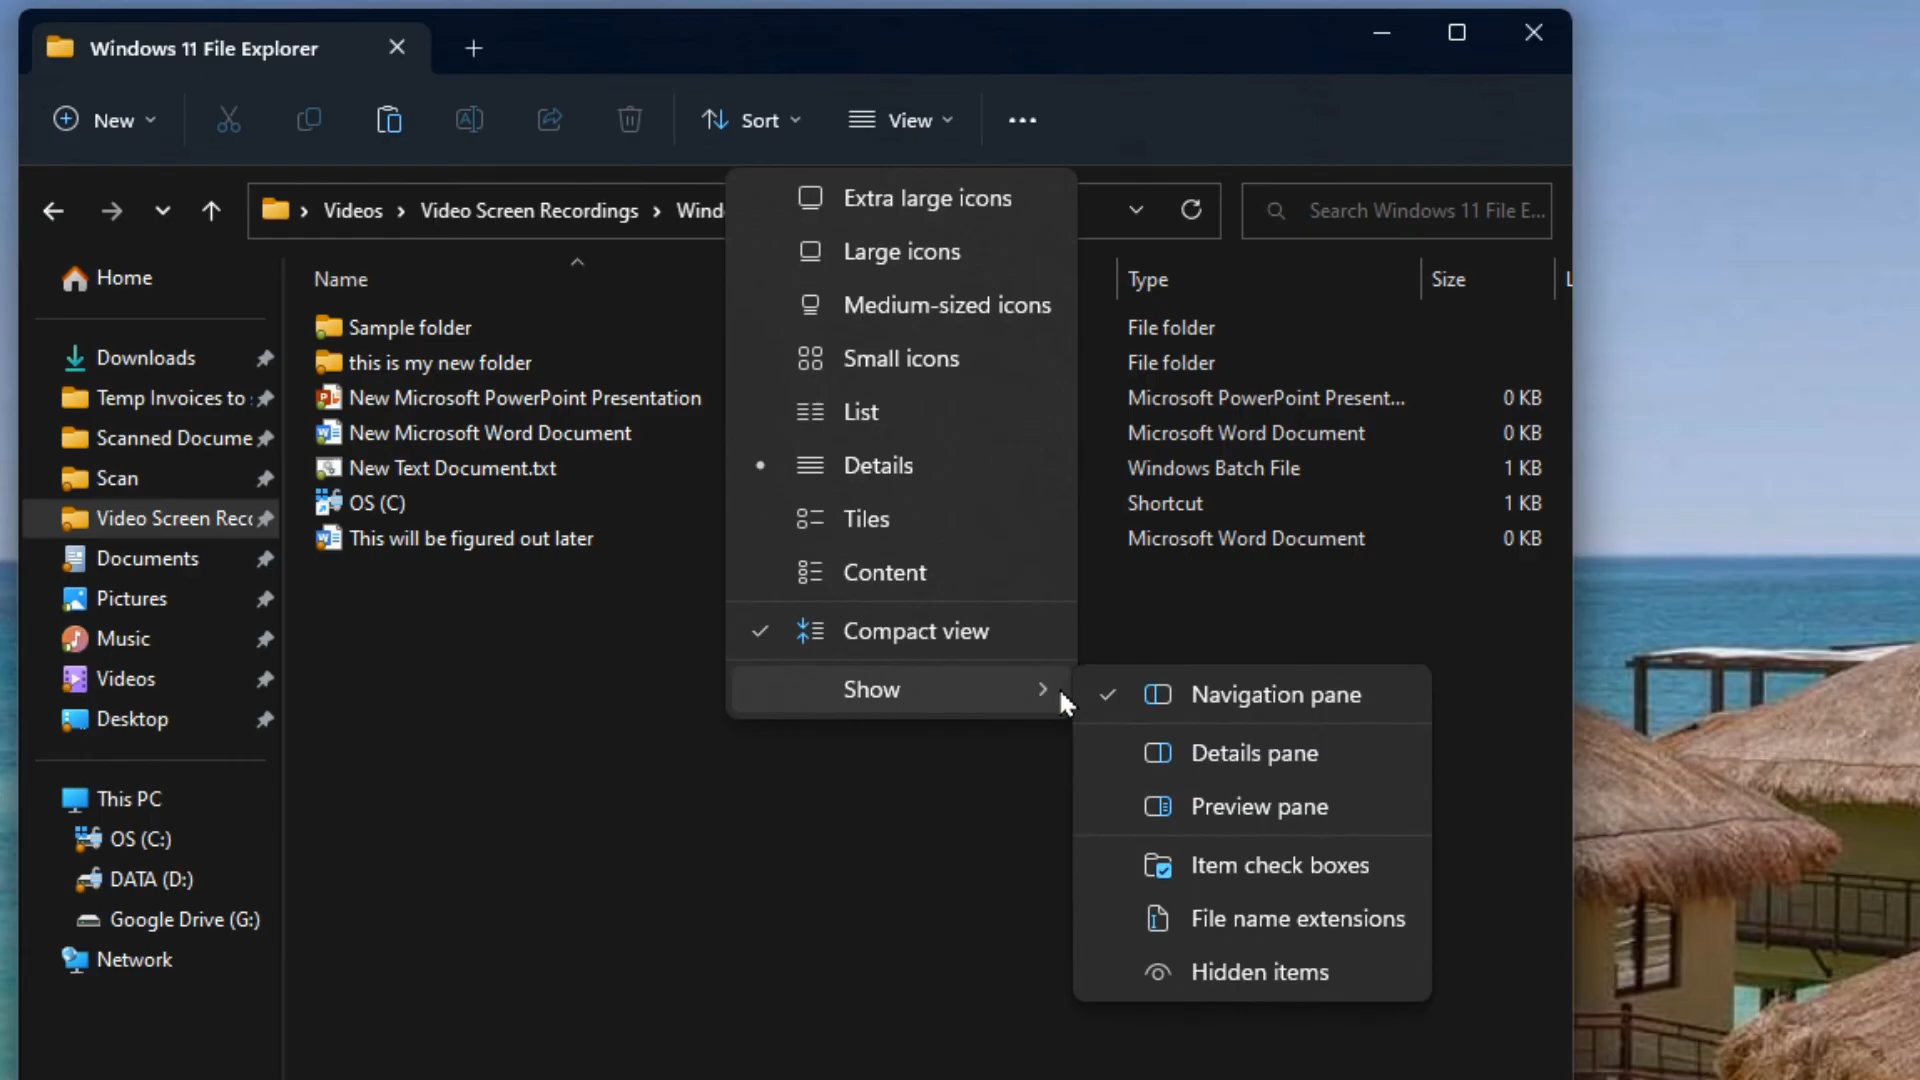 Windows 11 File Explorer
New
Sort
View
Videos
Video Screen Recordings
Wind
Search Windows 11 File E...
Home
Downloads
Temp Invoices to
Scanned Docume
Scan
Video Screen Rec
Documents
Pictures
Music
Videos
Desktop
This PC
OS (C:)
DATA (D:)
Google Drive (G:)
Network
Name
Type
Size
L
Sample folder
File folder
this is my new folder
File folder
New Microsoft PowerPoint Presentation
Microsoft PowerPoint Present...
0 KB
New Microsoft Word Document
Microsoft Word Document
0 KB
New Text Document.txt
Windows Batch File
1 KB
OS (C)
Shortcut
1 KB
This will be figured out later
Microsoft Word Document
0 KB
Extra large icons
Large icons
Medium-sized icons
Small icons
List
Details
Tiles
Content
Compact view
Show
Navigation pane
Details pane
Preview pane
Item check boxes
File name extensions
Hidden items